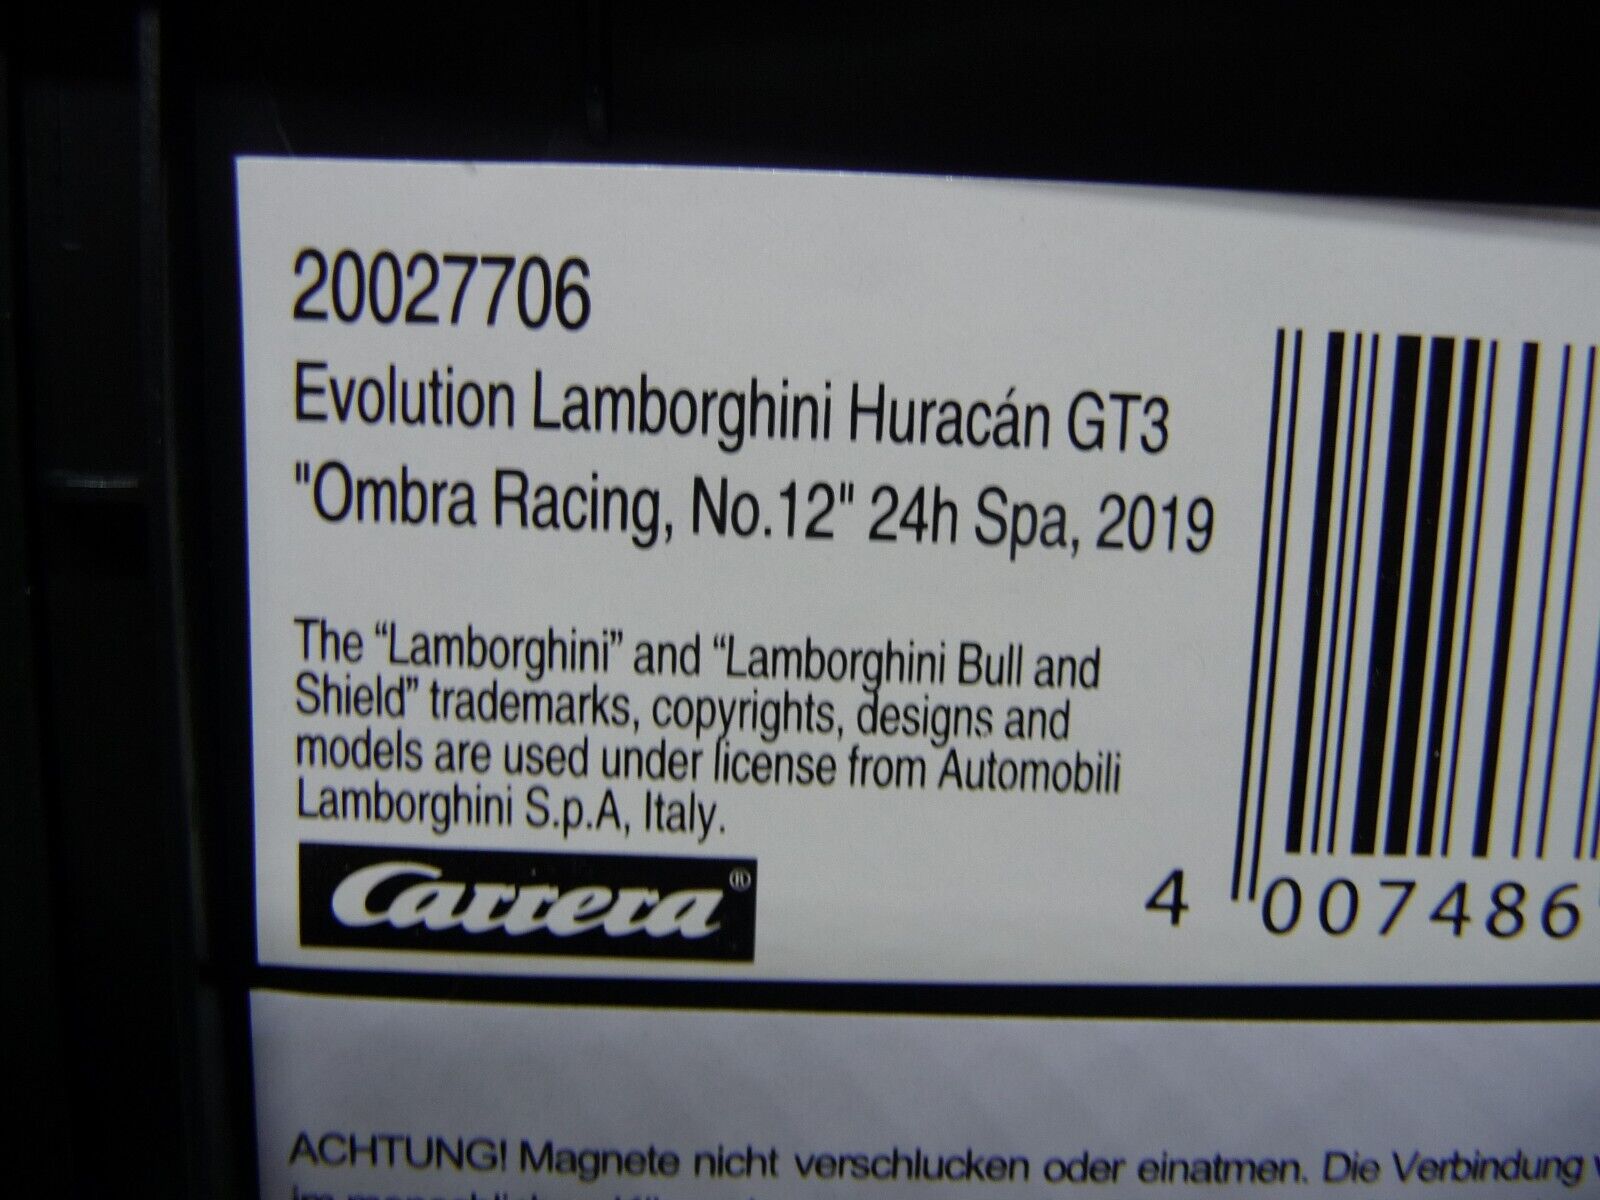 20027706
Evolution Lamborghini Huracán GT3
"Ombra Racing, No.12" 24h Spa, 2019
The “Lamborghini” and “Lamborghini Bull and
Shield” trademarks, copyrights, designs and
models are used under license from Automobili
Lamborghini S.p.A, Italy.
Carrera®
4 007486
ACHTUNG! Magnete nicht verschlucken oder einatmen. Die Verbindung